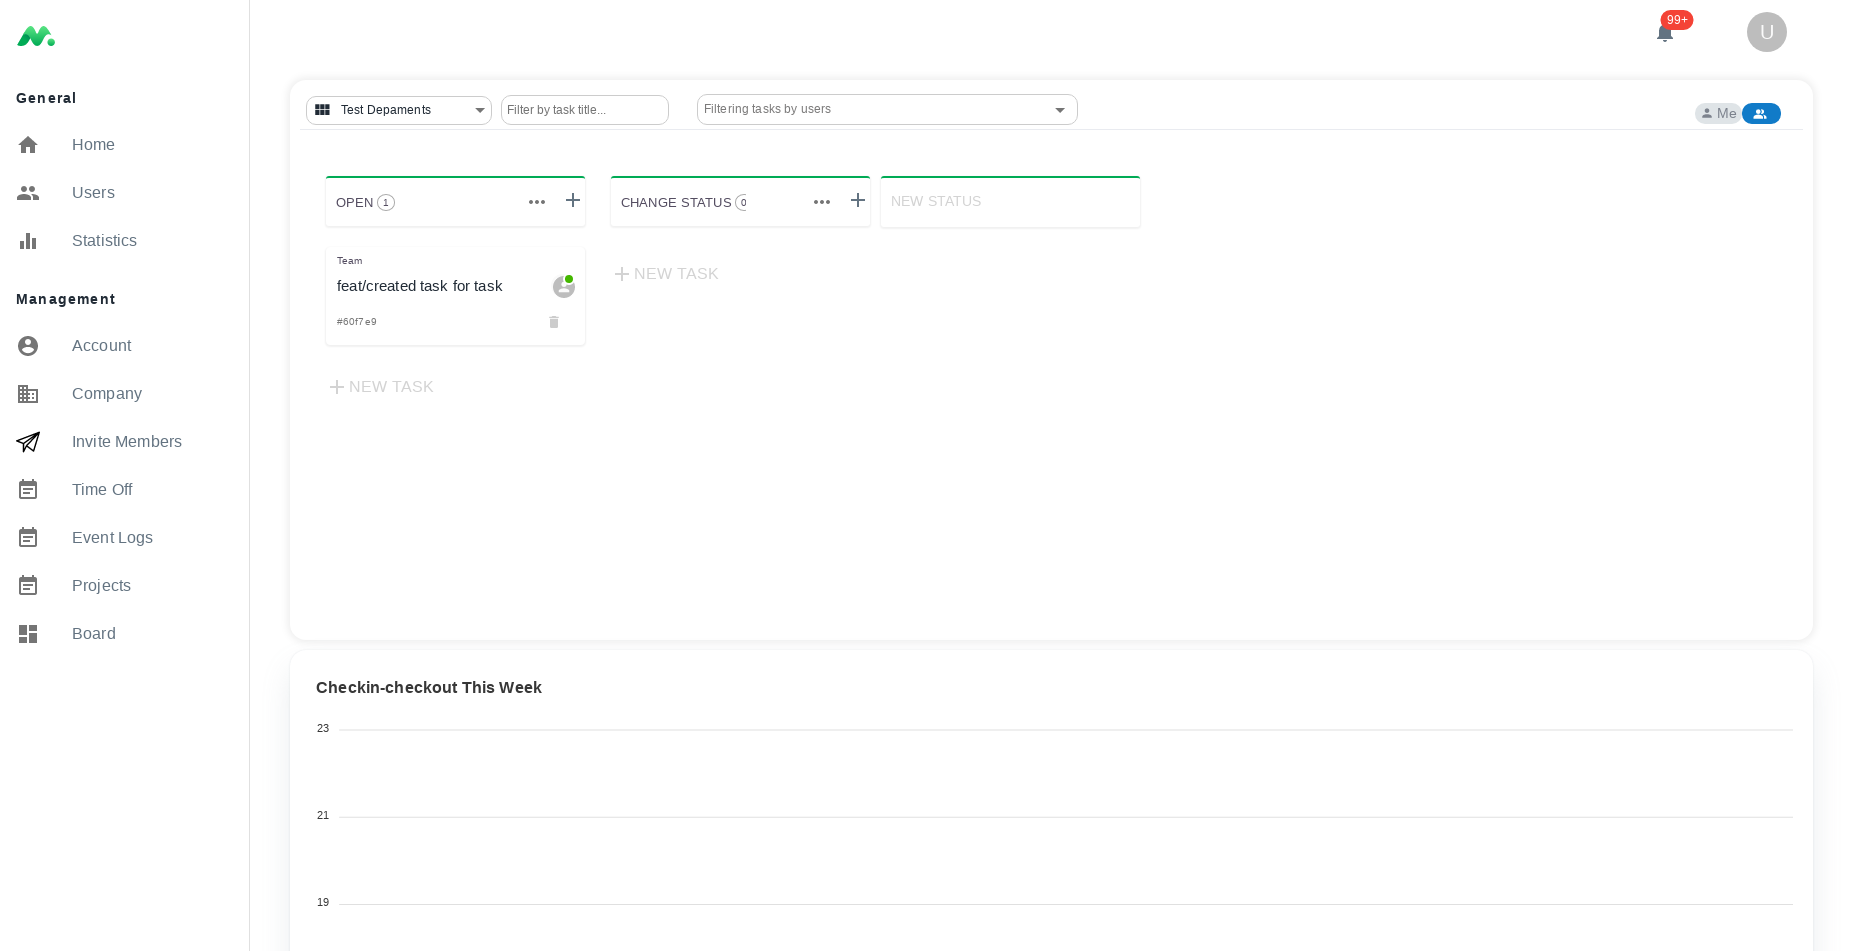 99+
U
General
Home
Users
Statistics
Management
Account
Company
Invite Members
Time Off
Event Logs
Projects
Board
Test Depaments
Filter by task title...
Filtering tasks by users
Me
OPEN 1
CHANGE STATUS 0
NEW STATUS
Team
feat/created task for task
#60f7e9
NEW TASK
NEW TASK
Checkin-checkout This Week
23
21
19